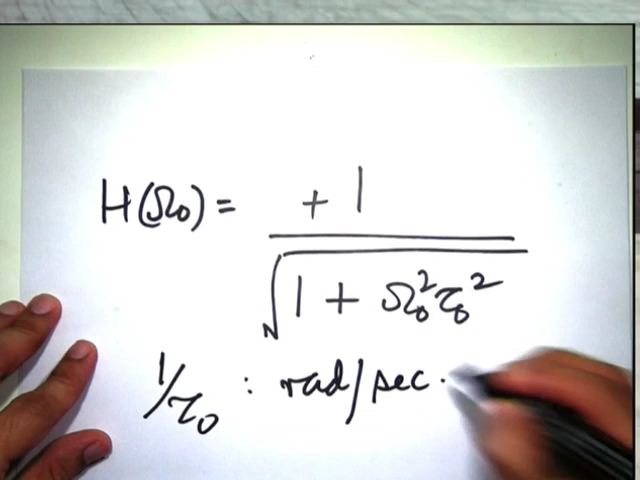 H(Ω₀) = + 1
√1 + Ω₀²τ₀²
1/τ₀ : rad/sec.